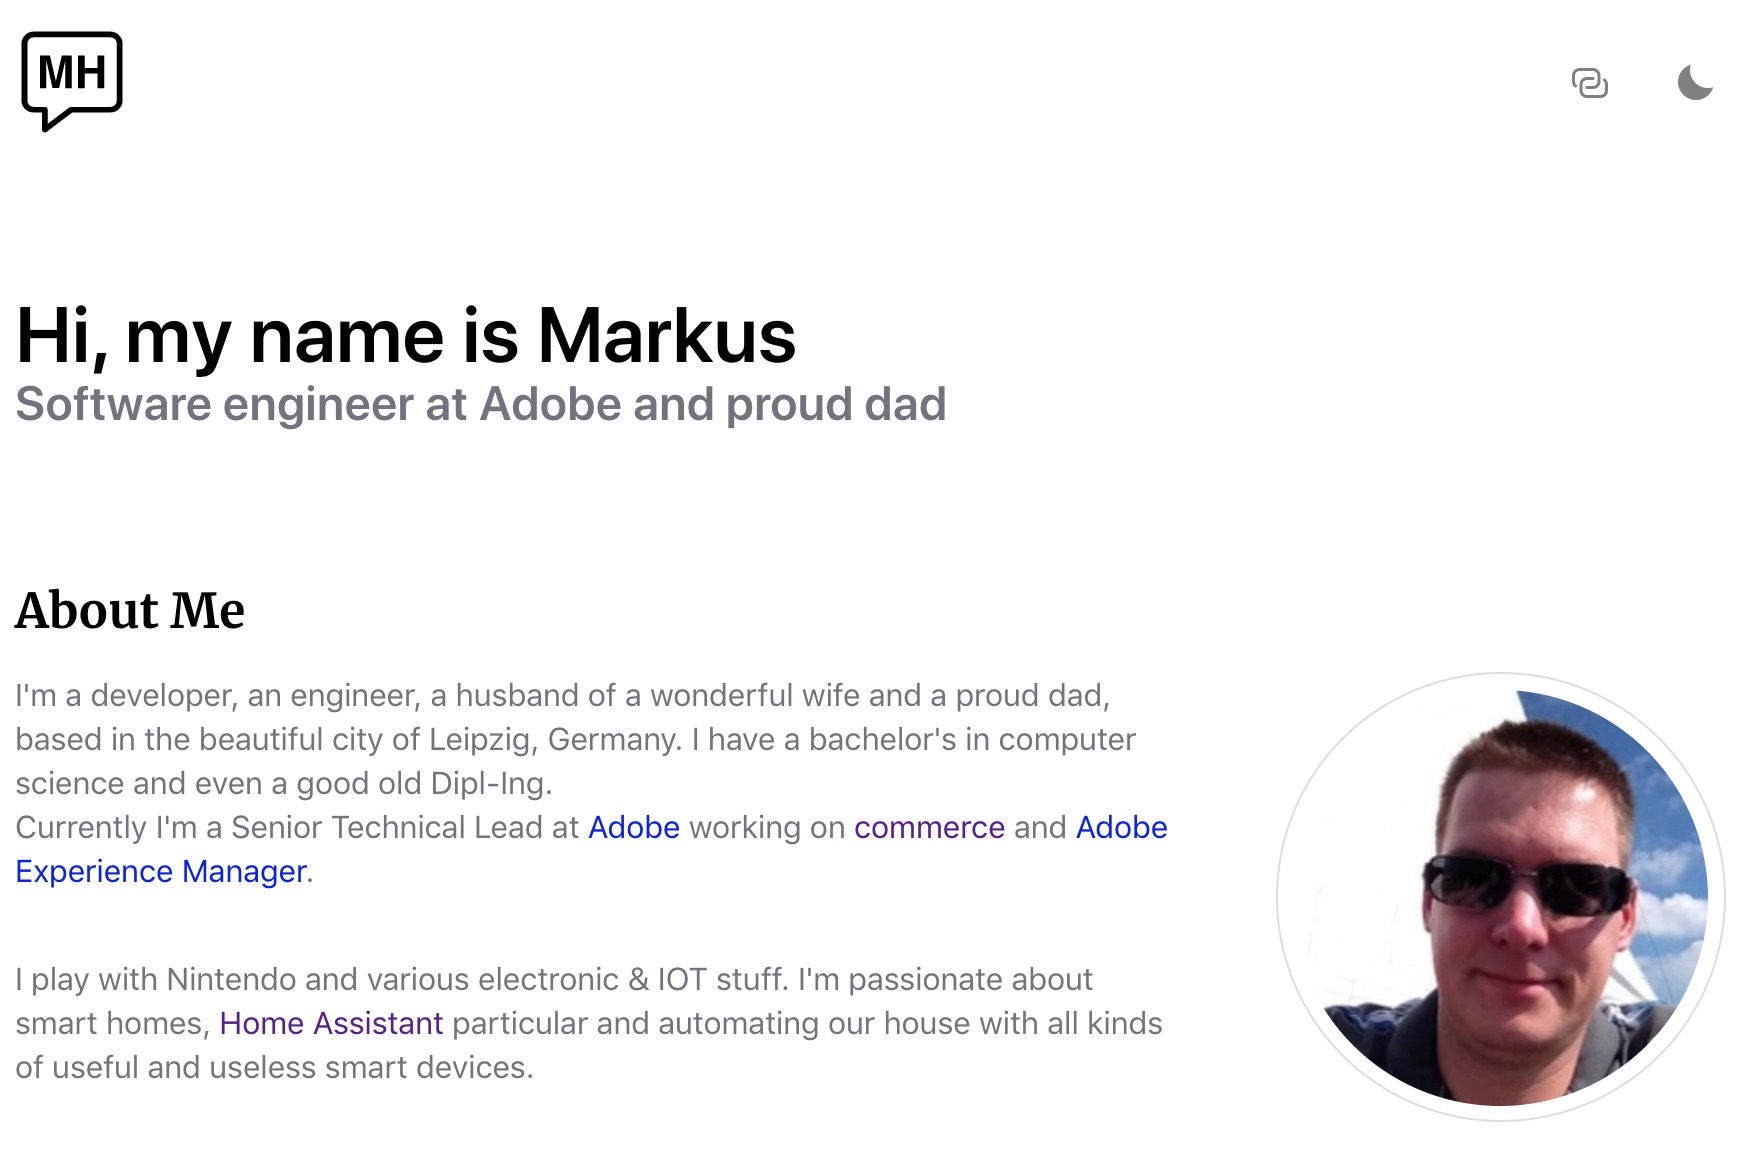 MH
Hi, my name is Markus
Software engineer at Adobe and proud dad
About Me
I'm a developer, an engineer, a husband of a wonderful wife and a proud dad,
based in the beautiful city of Leipzig, Germany. I have a bachelor's in computer
science and even a good old Dipl-Ing.
Currently I'm a Senior Technical Lead at Adobe working on commerce and Adobe
Experience Manager.
I play with Nintendo and various electronic & IOT stuff. I'm passionate about
smart homes, Home Assistant particular and automating our house with all kinds
of useful and useless smart devices.